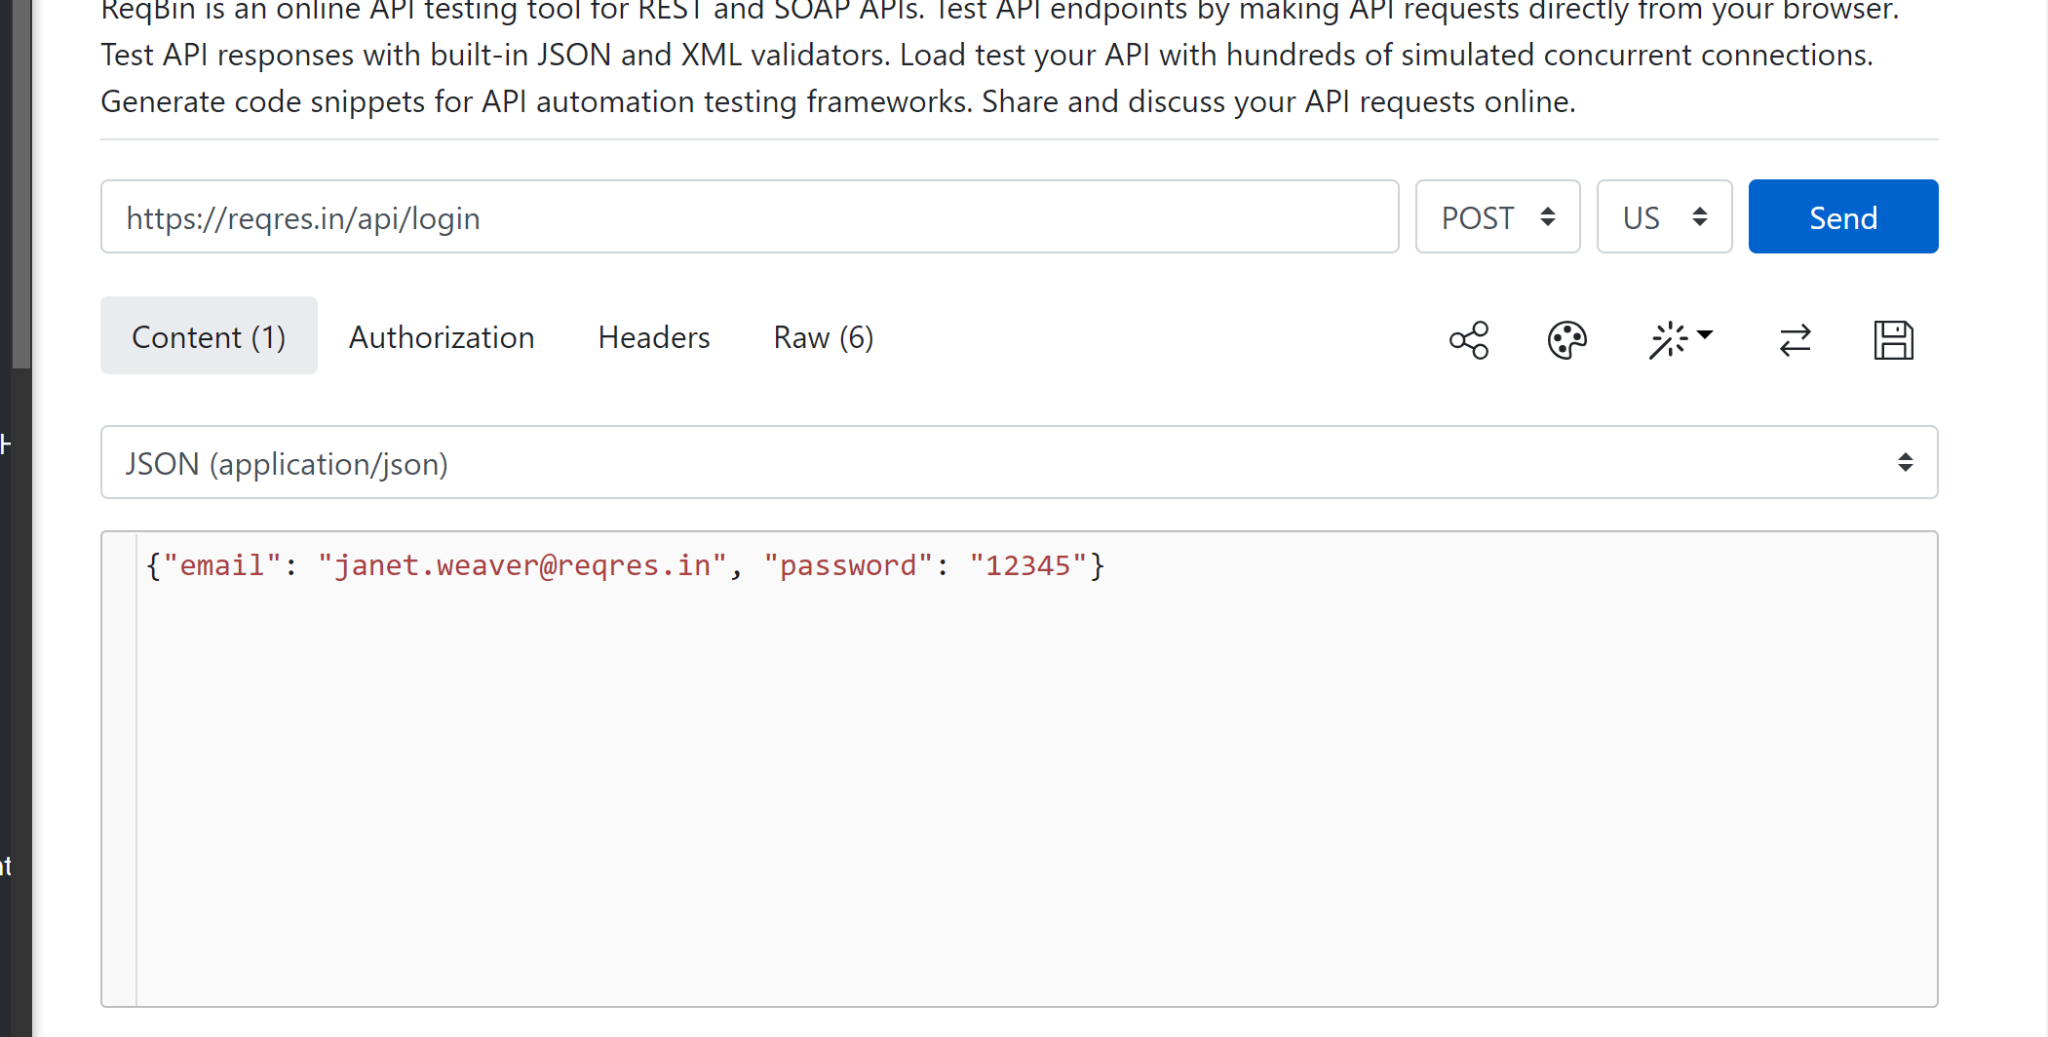 ReqBin is an online API testing tool for REST and SOAP APIs. Test API endpoints by making API requests directly from your browser.
Test API responses with built-in JSON and XML validators. Load test your API with hundreds of simulated concurrent connections.
Generate code snippets for API automation testing frameworks. Share and discuss your API requests online.
https://reqres.in/api/login POST US Send
Content (1) Authorization Headers Raw (6)
JSON (application/json)
{"email": "janet.weaver@reqres.in", "password": "12345"}